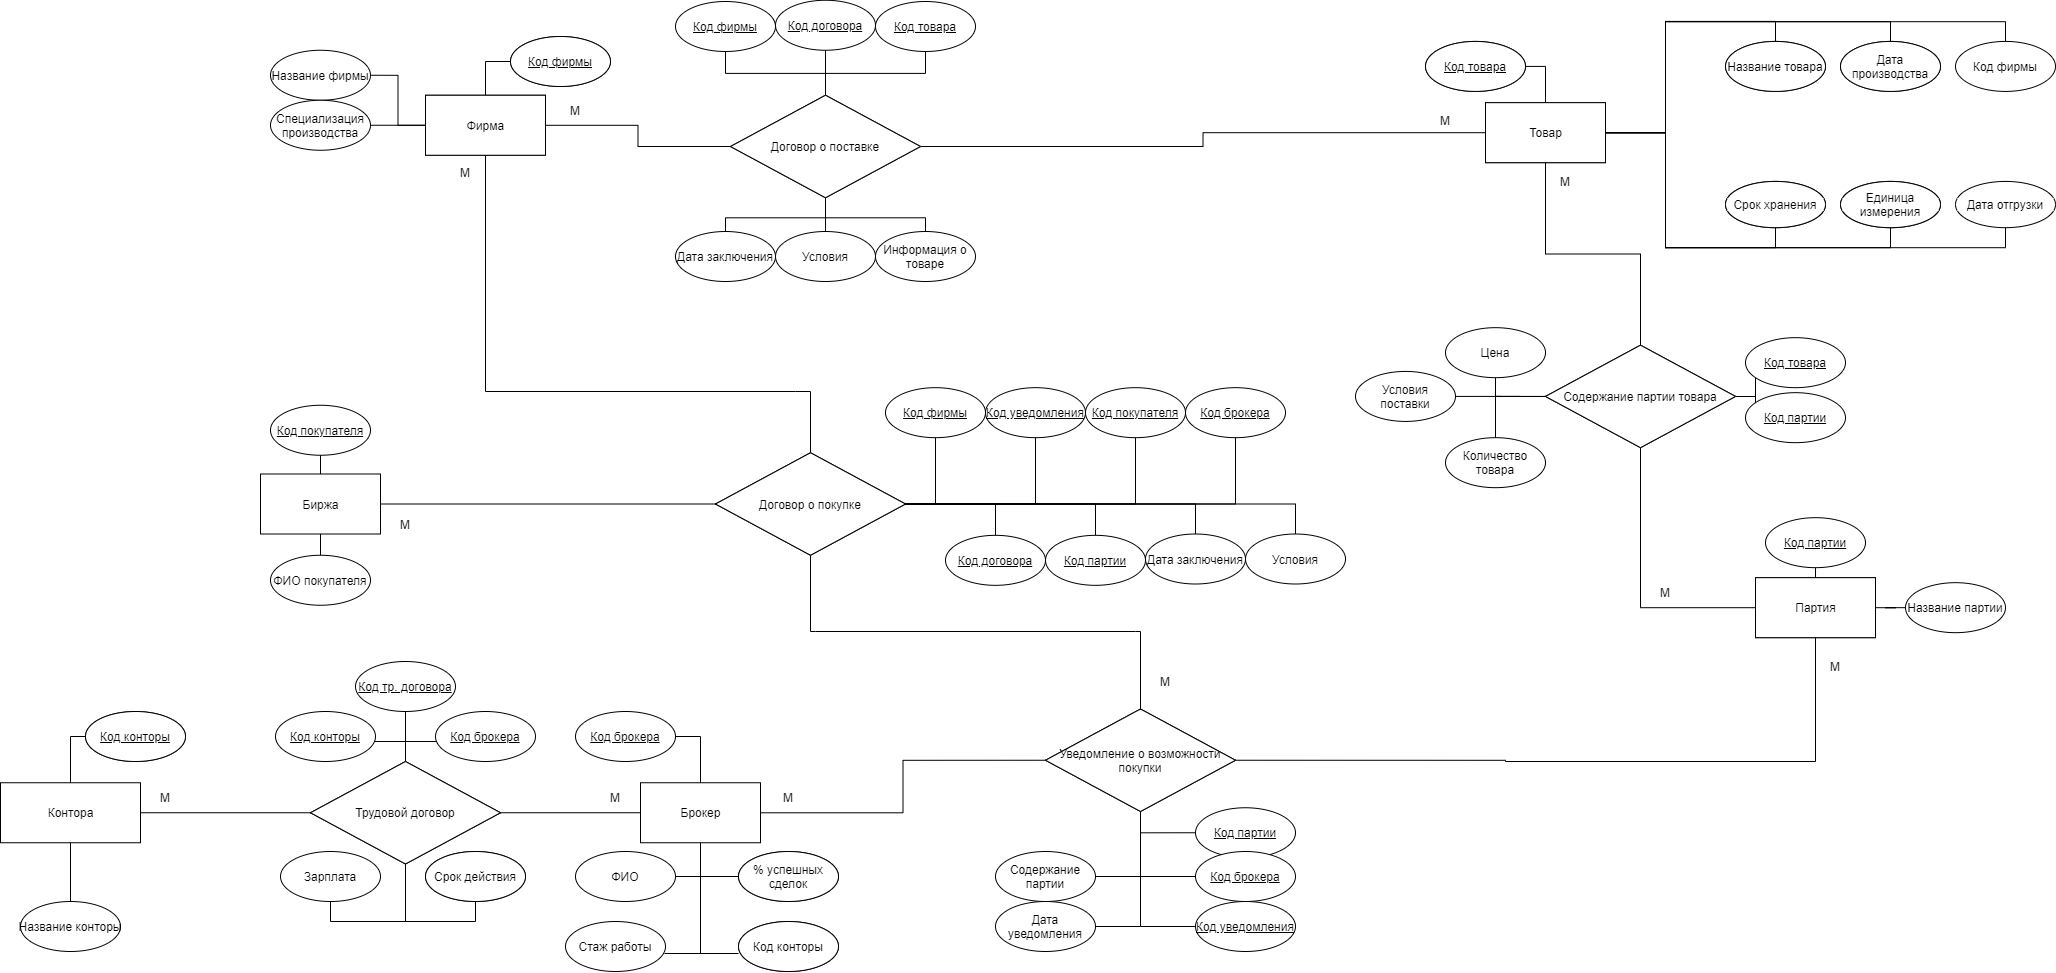 Код фирмы
Код договора
Код товара
Название фирмы
Код фирмы
Специализация
производства
Фирма
М
Договор о поставке
Дата заключения
Условия
Информация о
товаре
М
М
Код товара
Товар
М
Название товара
Дата
производства
Код фирмы
Срок хранения
Единица
измерения
Дата отгрузки
Цена
Условия
поставки
Количество
товара
Содержание партии товара
Код товара
Код партии
Код покупателя
Биржа
М
ФИО покупателя
Договор о покупке
Код фирмы
Код уведомления
Код покупателя
Код брокера
Код договора
Код партии
Дата заключения
Условия
Код партии
М
Партия
Название партии
М
М
Код тр. договора
Код конторы
Код конторы
Код брокера
Код брокера
Контора
М
Трудовой договор
М
Брокер
М
Уведомление о возможности
покупки
Название конторы
Зарплата
Срок действия
ФИО
% успешных
сделок
Стаж работы
Код конторы
Код партии
Содержание
партии
Код брокера
Дата
уведомления
Код уведомления